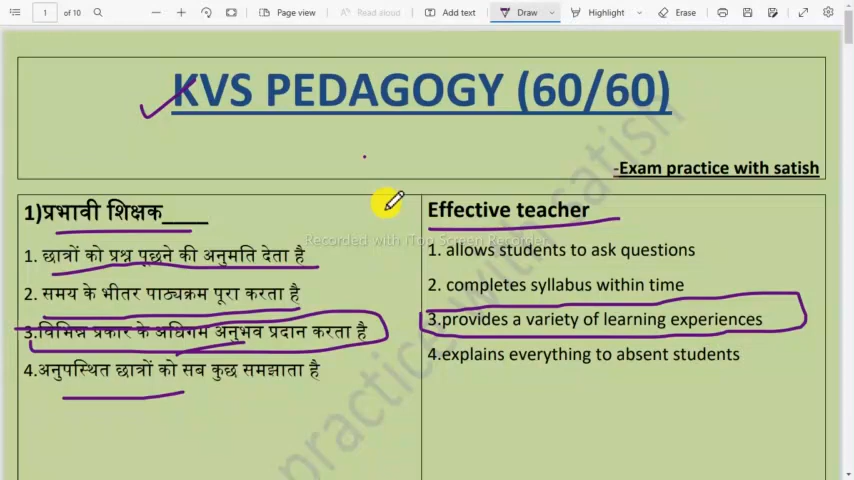 1 of 10 Page view Read aloud Add text Draw Highlight Erase
KVS PEDAGOGY (60/60)
-Exam practice with satish
1)प्रभावी शिक्षक____
1. छात्रों को प्रश्न पूछने की अनुमति देता है
2. समय के भीतर पाठ्यक्रम पूरा करता है
3.विभिन्न प्रकार के अधिगम अनुभव प्रदान करता है
4.अनुपस्थित छात्रों को सब कुछ समझाता है
Effective teacher
1. allows students to ask questions
2. completes syllabus within time
3.provides a variety of learning experiences
4.explains everything to absent students
Recorded with iTop Screen Recorder
practice with satish